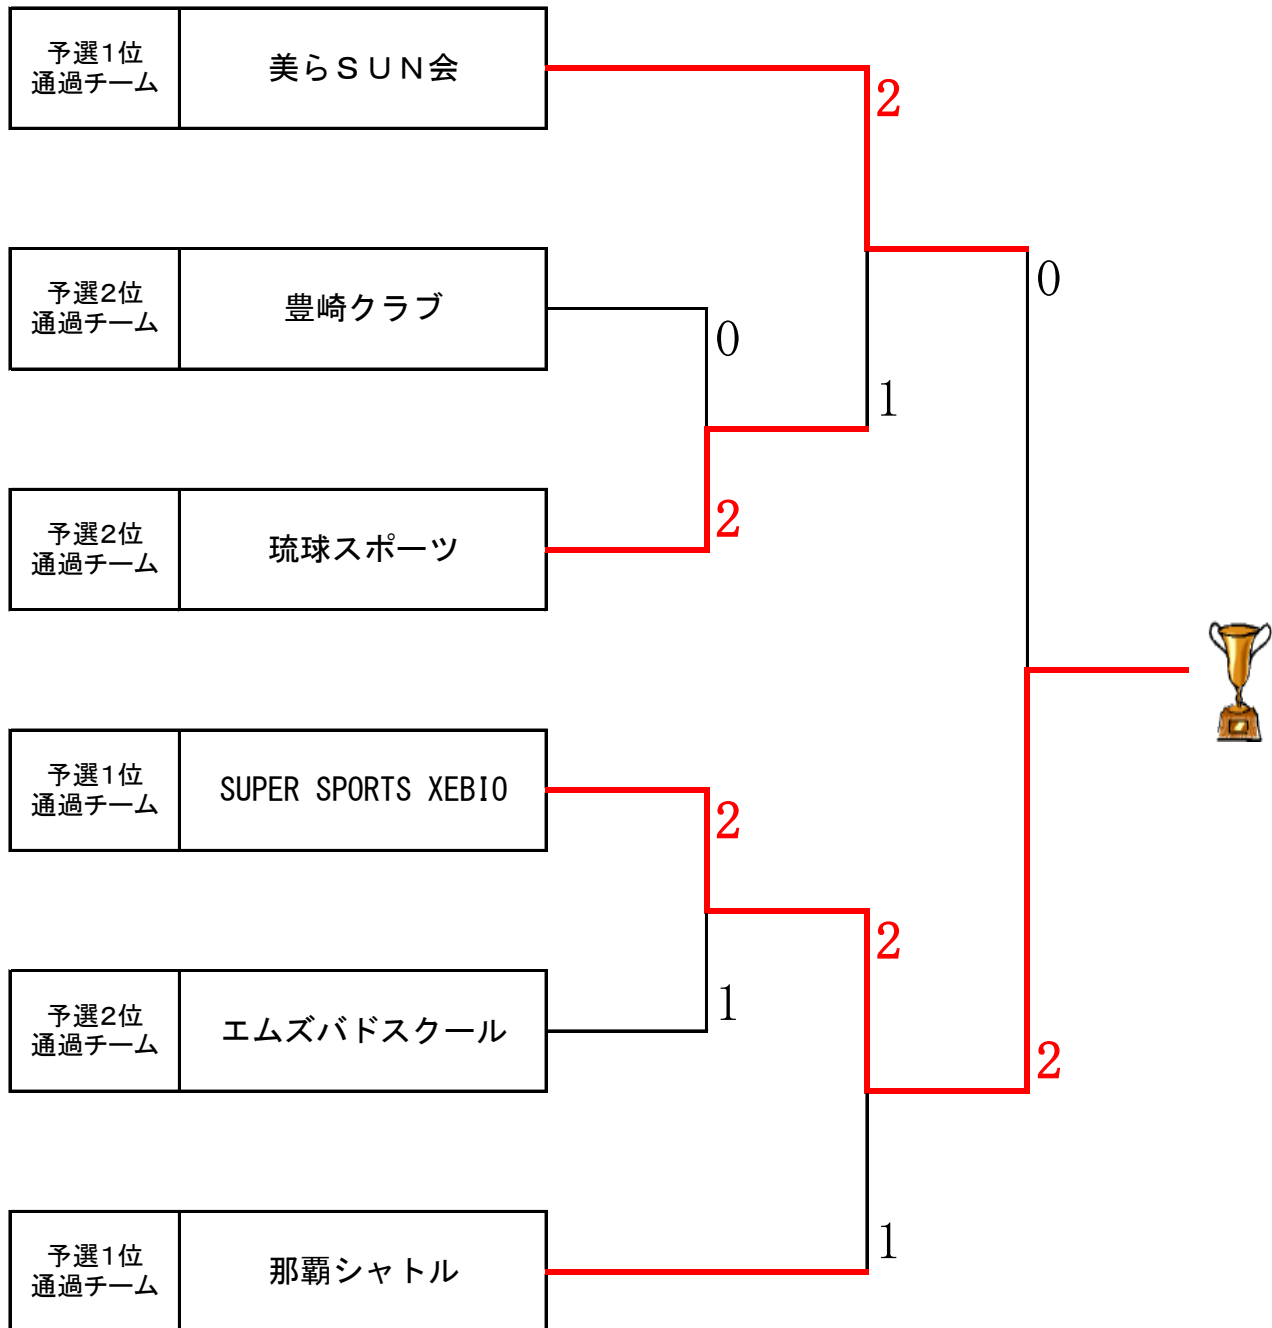 予選1位
通過チーム
美らＳＵＮ会
2
予選2位
通過チーム
豊崎クラブ
0
0
1
予選2位
通過チーム
琉球スポーツ
2
予選1位
通過チーム
SUPER SPORTS XEBIO
2
2
予選2位
通過チーム
エムズバドスクール
1
2
予選1位
通過チーム
那覇シャトル
1